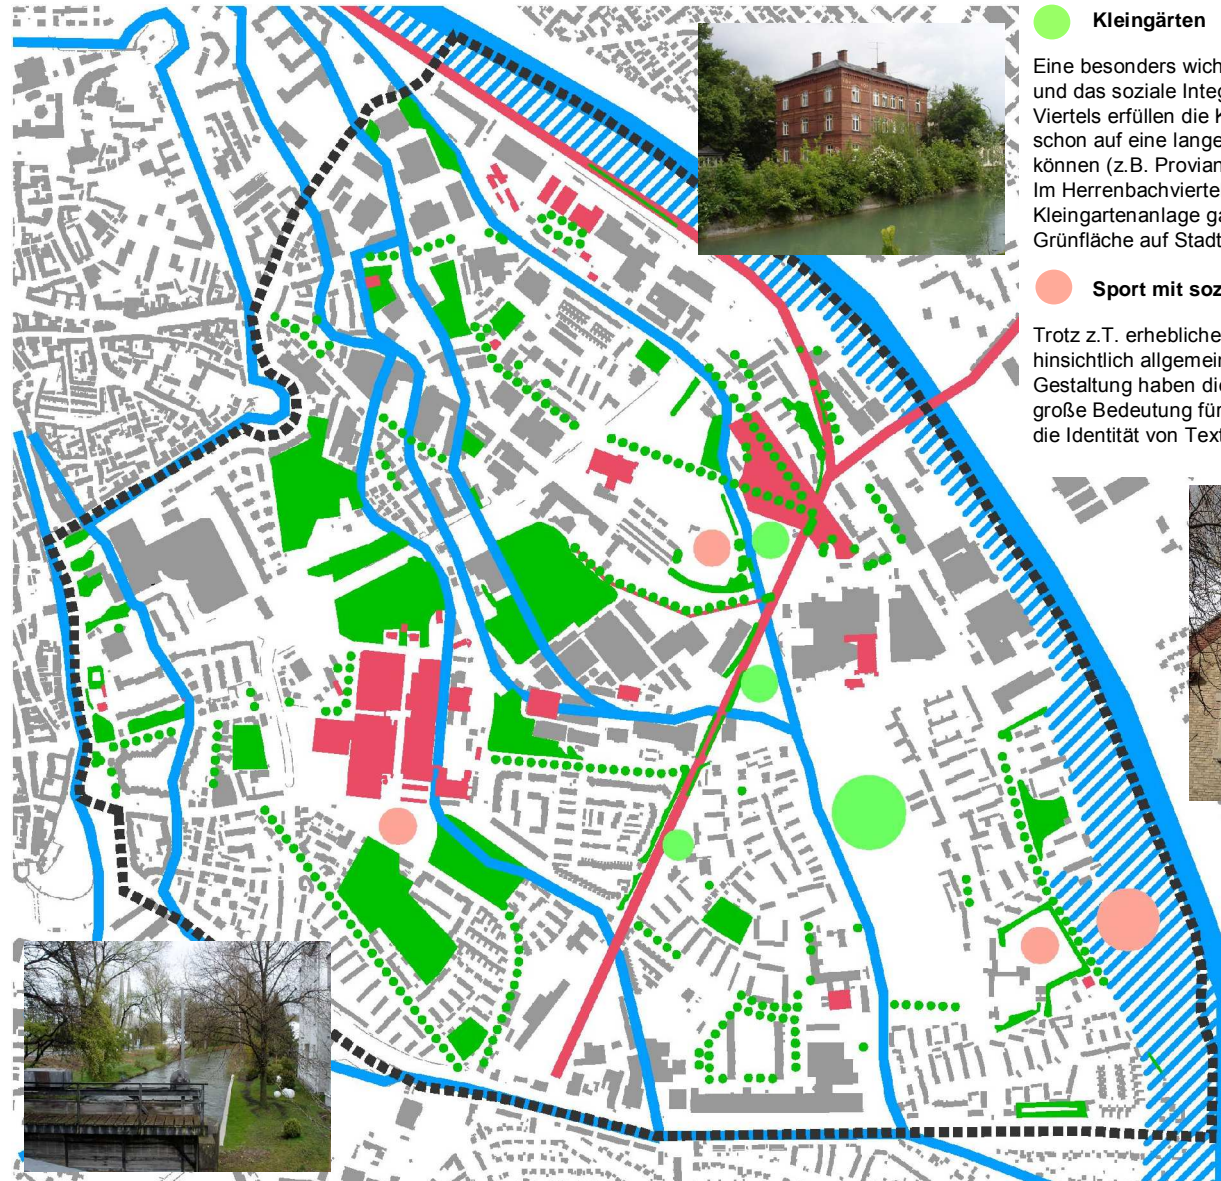 Kleingärten
Eine besonders wich
und das soziale Integ
Viertels erfüllen die K
schon auf eine lange
können (z.B. Provian
Im Herrenbachvierte
Kleingartenanlage ga
Grünfläche auf Stadt
Sport mit soz
Trotz z.T. erhebliche
hinsichtlich allgemein
Gestaltung haben die
große Bedeutung für
die Identität von Text